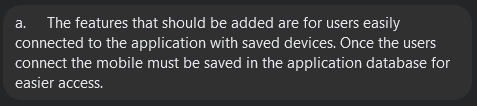 a. The features that should be added are for users easily
connected to the application with saved devices. Once the users
connect the mobile must be saved in the application database for
easier access.